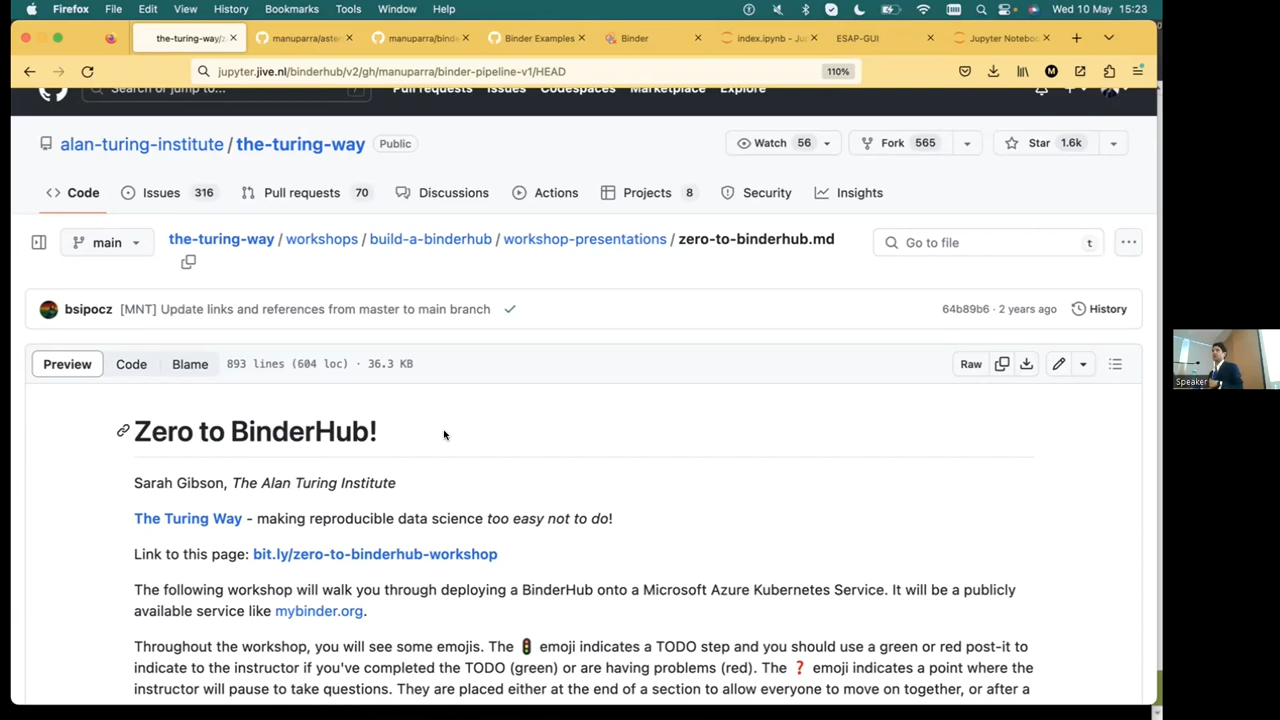 Firefox File Edit View History Bookmarks Tools Window Help Wed 10 May 15:23
the-turing-way/z manuparra/aster manuparra/bind Binder Examples Binder index.ipynb - Ju ESAP-GUI Jupyter Noteboo
jupyter.jive.nl/binderhub/v2/gh/manuparra/binder-pipeline-v1/HEAD 110%
Search or jump to... / Pull requests Issues Codespaces Marketplace Explore
alan-turing-institute / the-turing-way Public Watch 56 Fork 565 Star 1.6k
Code Issues 316 Pull requests 70 Discussions Actions Projects 8 Security Insights
main the-turing-way / workshops / build-a-binderhub / workshop-presentations / zero-to-binderhub.md Go to file t
bsipocz [MNT] Update links and references from master to main branch 64b89b6 · 2 years ago History
Preview Code Blame 893 lines (604 loc) · 36.3 KB Raw
Zero to BinderHub!
Speaker
Sarah Gibson, The Alan Turing Institute
The Turing Way - making reproducible data science too easy not to do!
Link to this page: bit.ly/zero-to-binderhub-workshop
The following workshop will walk you through deploying a BinderHub onto a Microsoft Azure Kubernetes Service. It will be a publicly
available service like mybinder.org.
Throughout the workshop, you will see some emojis. The 🚦 emoji indicates a TODO step and you should use a green or red post-it to
indicate to the instructor if you've completed the TODO (green) or are having problems (red). The ❓ emoji indicates a point where the
instructor will pause to take questions. They are placed either at the end of a section to allow everyone to move on together, or after a